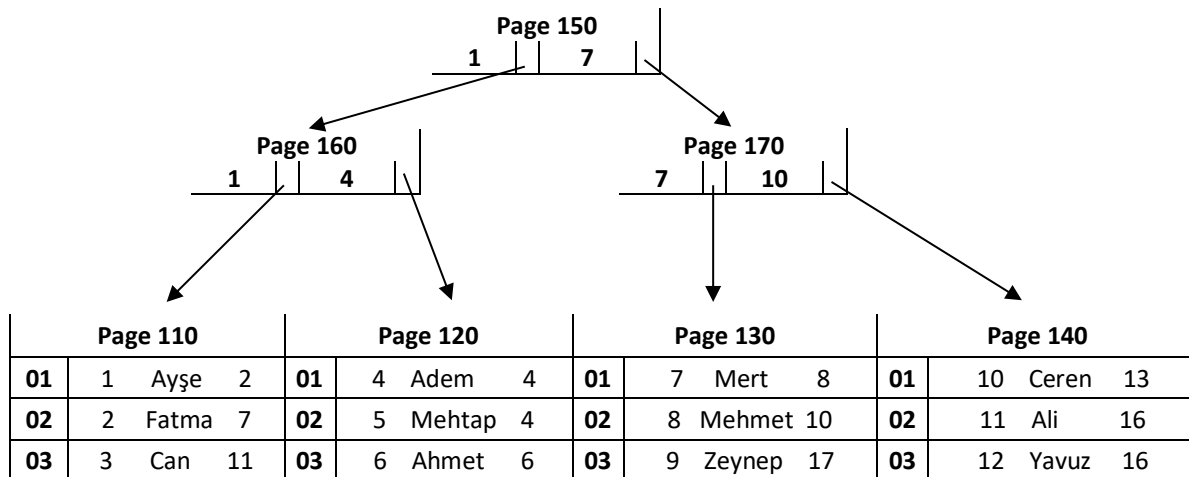 Page 150
1 7
Page 160 Page 170
1 4 7 10
Page 110 Page 120 Page 130 Page 140
01 1 Ayşe 2 01 4 Adem 4 01 7 Mert 8 01 10 Ceren 13
02 2 Fatma 7 02 5 Mehtap 4 02 8 Mehmet 10 02 11 Ali 16
03 3 Can 11 03 6 Ahmet 6 03 9 Zeynep 17 03 12 Yavuz 16